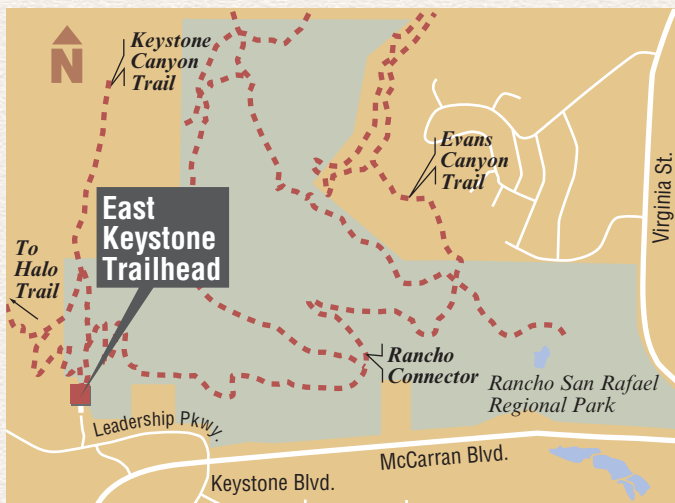 Keystone
Canyon
Trail
N
Evans
Canyon
Trail
Virginia St.
East
Keystone
Trailhead
To
Halo
Trail
Rancho
Connector
Rancho San Rafael
Regional Park
Leadership Pkwy.
McCarran Blvd.
Keystone Blvd.